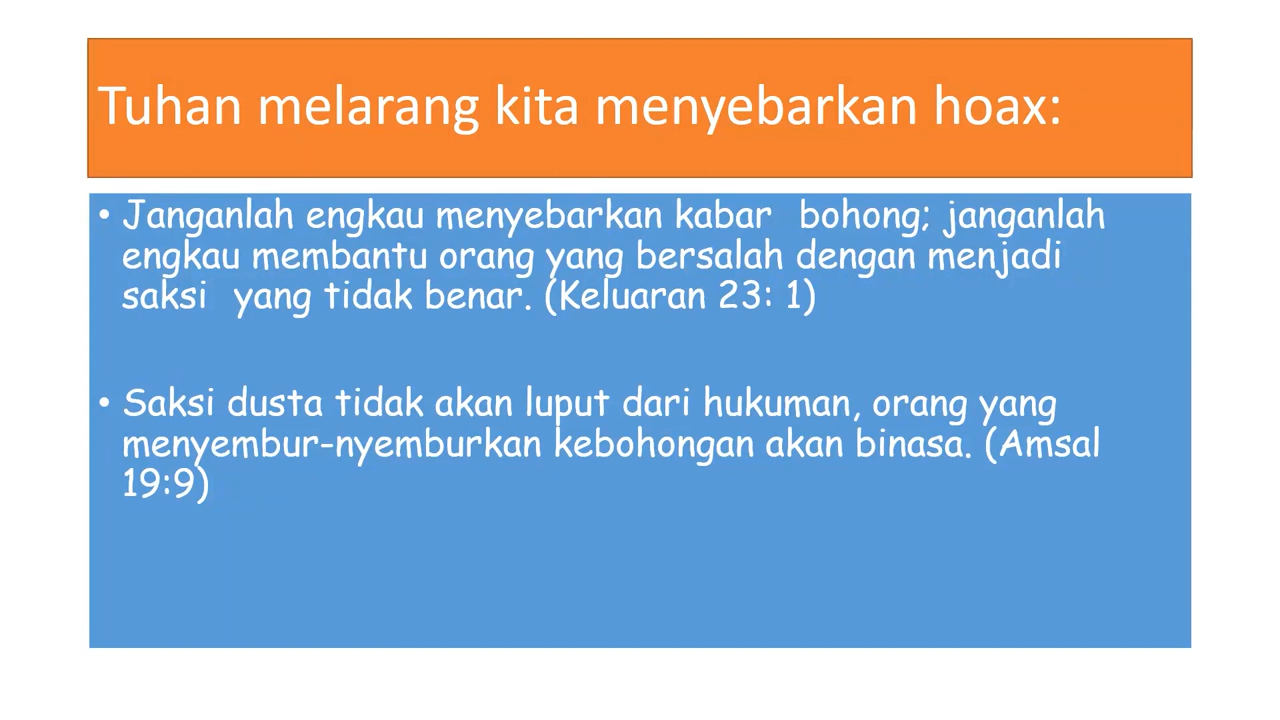 Tuhan melarang kita menyebarkan hoax:
• Janganlah engkau menyebarkan kabar  bohong; janganlah
engkau membantu orang yang bersalah dengan menjadi
saksi  yang tidak benar. (Keluaran 23: 1)
• Saksi dusta tidak akan luput dari hukuman, orang yang
menyembur-nyemburkan kebohongan akan binasa. (Amsal
19:9)